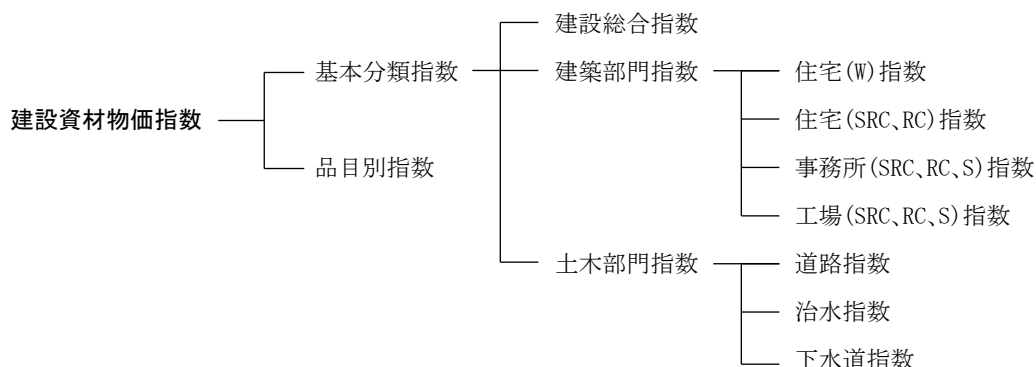 建設総合指数
基本分類指数
建築部門指数
住宅(W)指数
建設資材物価指数
住宅(SRC、RC)指数
品目別指数
事務所(SRC、RC、S)指数
工場(SRC、RC、S)指数
土木部門指数
道路指数
治水指数
下水道指数